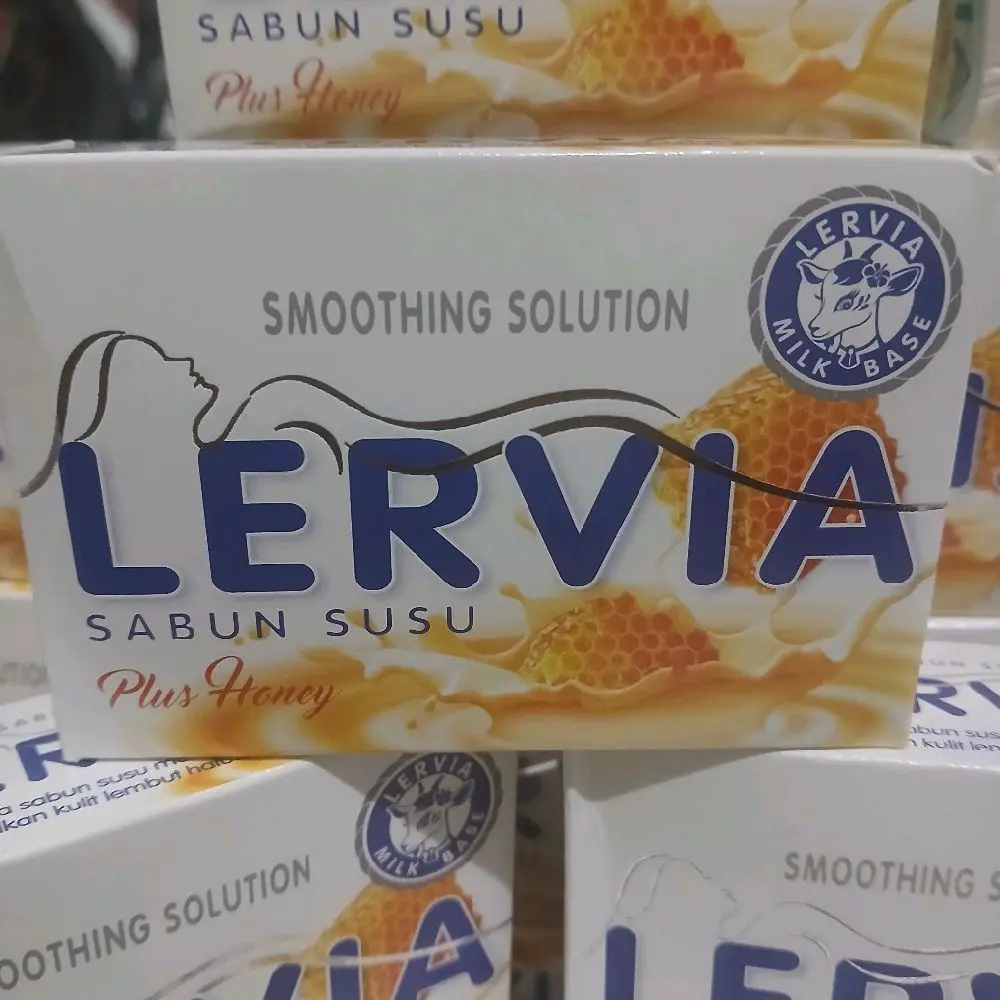 SABUN SUSU
Plus Honey
SMOOTHING SOLUTION
LERVIA
MILK BASE
LERVIA
SABUN SUSU
Plus Honey
sabun susu
kulit lembut
LERVIA
MILK BASE
SMOOTHING SOLUTION
SMOOTHING
kulit